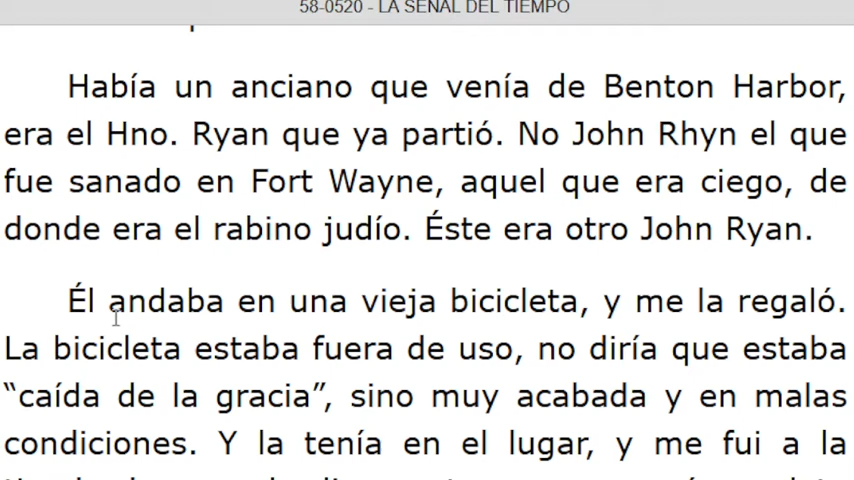 58-0520 - LA SEÑAL DEL TIEMPO
Había un anciano que venía de Benton Harbor,
era el Hno. Ryan que ya partió. No John Rhyn el que
fue sanado en Fort Wayne, aquel que era ciego, de
donde era el rabino judío. Éste era otro John Ryan.
Él andaba en una vieja bicicleta, y me la regaló.
La bicicleta estaba fuera de uso, no diría que estaba
“caída de la gracia”, sino muy acabada y en malas
condiciones. Y la tenía en el lugar, y me fui a la